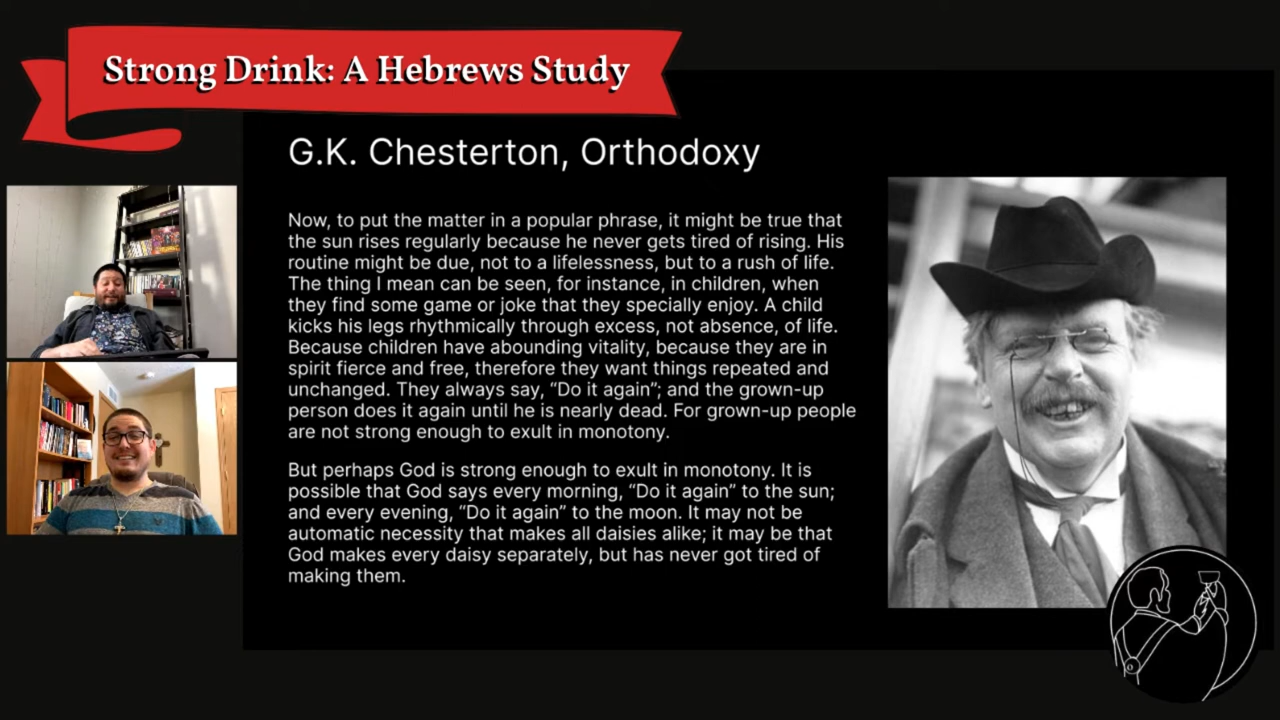 Strong Drink: A Hebrews Study
G.K. Chesterton, Orthodoxy
Now, to put the matter in a popular phrase, it might be true that
the sun rises regularly because he never gets tired of rising. His
routine might be due, not to a lifelessness, but to a rush of life.
The thing I mean can be seen, for instance, in children, when
they find some game or joke that they specially enjoy. A child
kicks his legs rhythmically through excess, not absence, of life.
Because children have abounding vitality, because they are in
spirit fierce and free, therefore they want things repeated and
unchanged. They always say, “Do it again”; and the grown-up
person does it again until he is nearly dead. For grown-up people
are not strong enough to exult in monotony.
But perhaps God is strong enough to exult in monotony. It is
possible that God says every morning, “Do it again” to the sun;
and every evening, “Do it again” to the moon. It may not be
automatic necessity that makes all daisies alike; it may be that
God makes every daisy separately, but has never got tired of
making them.